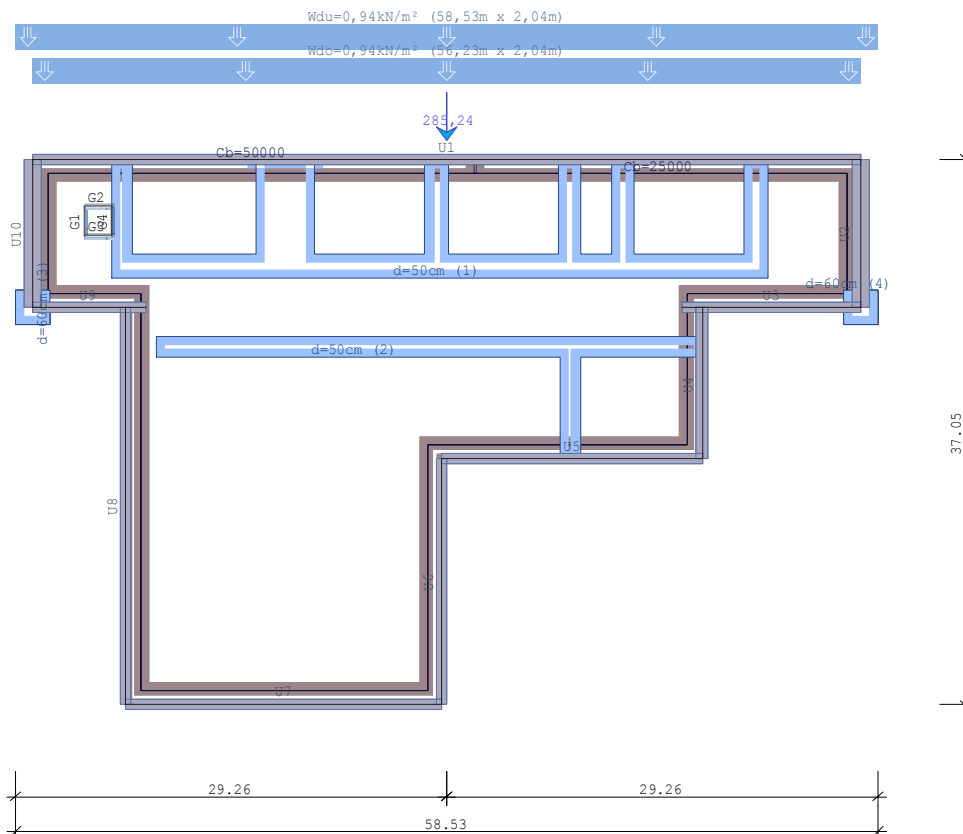 Wdu=0,94kN/m² (58,53m x 2,04m)
Wdo=0,94kN/m² (56,23m x 2,04m)
285,24
U1
Cb=50000
Cb=25000
G2
G1
G4
G3
U10
U2
d=50cm (1)
d=60cm (3)
U9
U3
d=60cm (4)
d=50cm (2)
U4
37.05
U5
U8
U6
U7
29.26
29.26
58.53